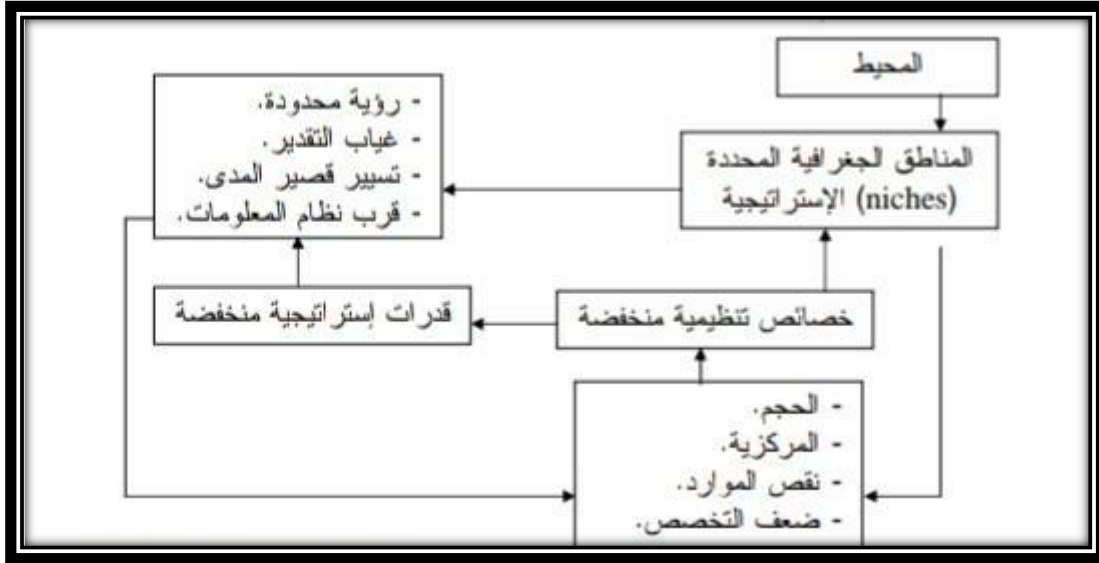 المحيط
المناطق الجغرافية المحددة
(niches) الإستراتيجية
- رؤية محدودة.
- غياب التقدير.
- تسيير قصير المدى.
- قرب نظام المعلومات.
خصائص تنظيمية منخفضة
قدرات إستراتيجية منخفضة
- الحجم.
- المركزية.
- نقص الموارد.
- ضعف التخصص.